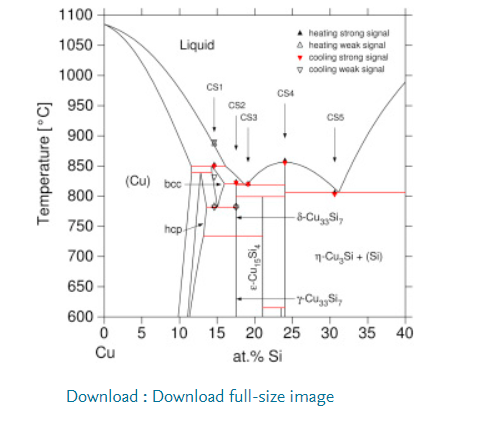 1100
1050
1000
950
900
850
800
750
700
650
600
Temperature [°C]
Liquid
heating strong signal
heating weak signal
cooling strong signal
cooling weak signal
CS1
CS2
CS3
CS4
CS5
(Cu)
bcc
hcp
ε-Cu₁₅Si₄
δ-Cu₃₃Si₇
η-Cu₃Si + (Si)
γ-Cu₃₃Si₇
0 5 10 15 20 25 30 35 40
Cu
at.% Si
Download : Download full-size image